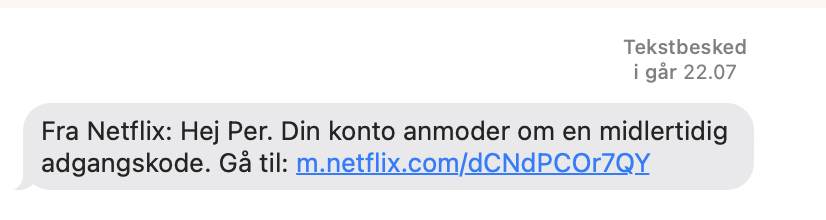 Tekstbesked
i går 22.07
Fra Netflix: Hej Per. Din konto anmoder om en midlertidig
adgangskode. Gå til: m.netflix.com/dCNdPCOr7QY